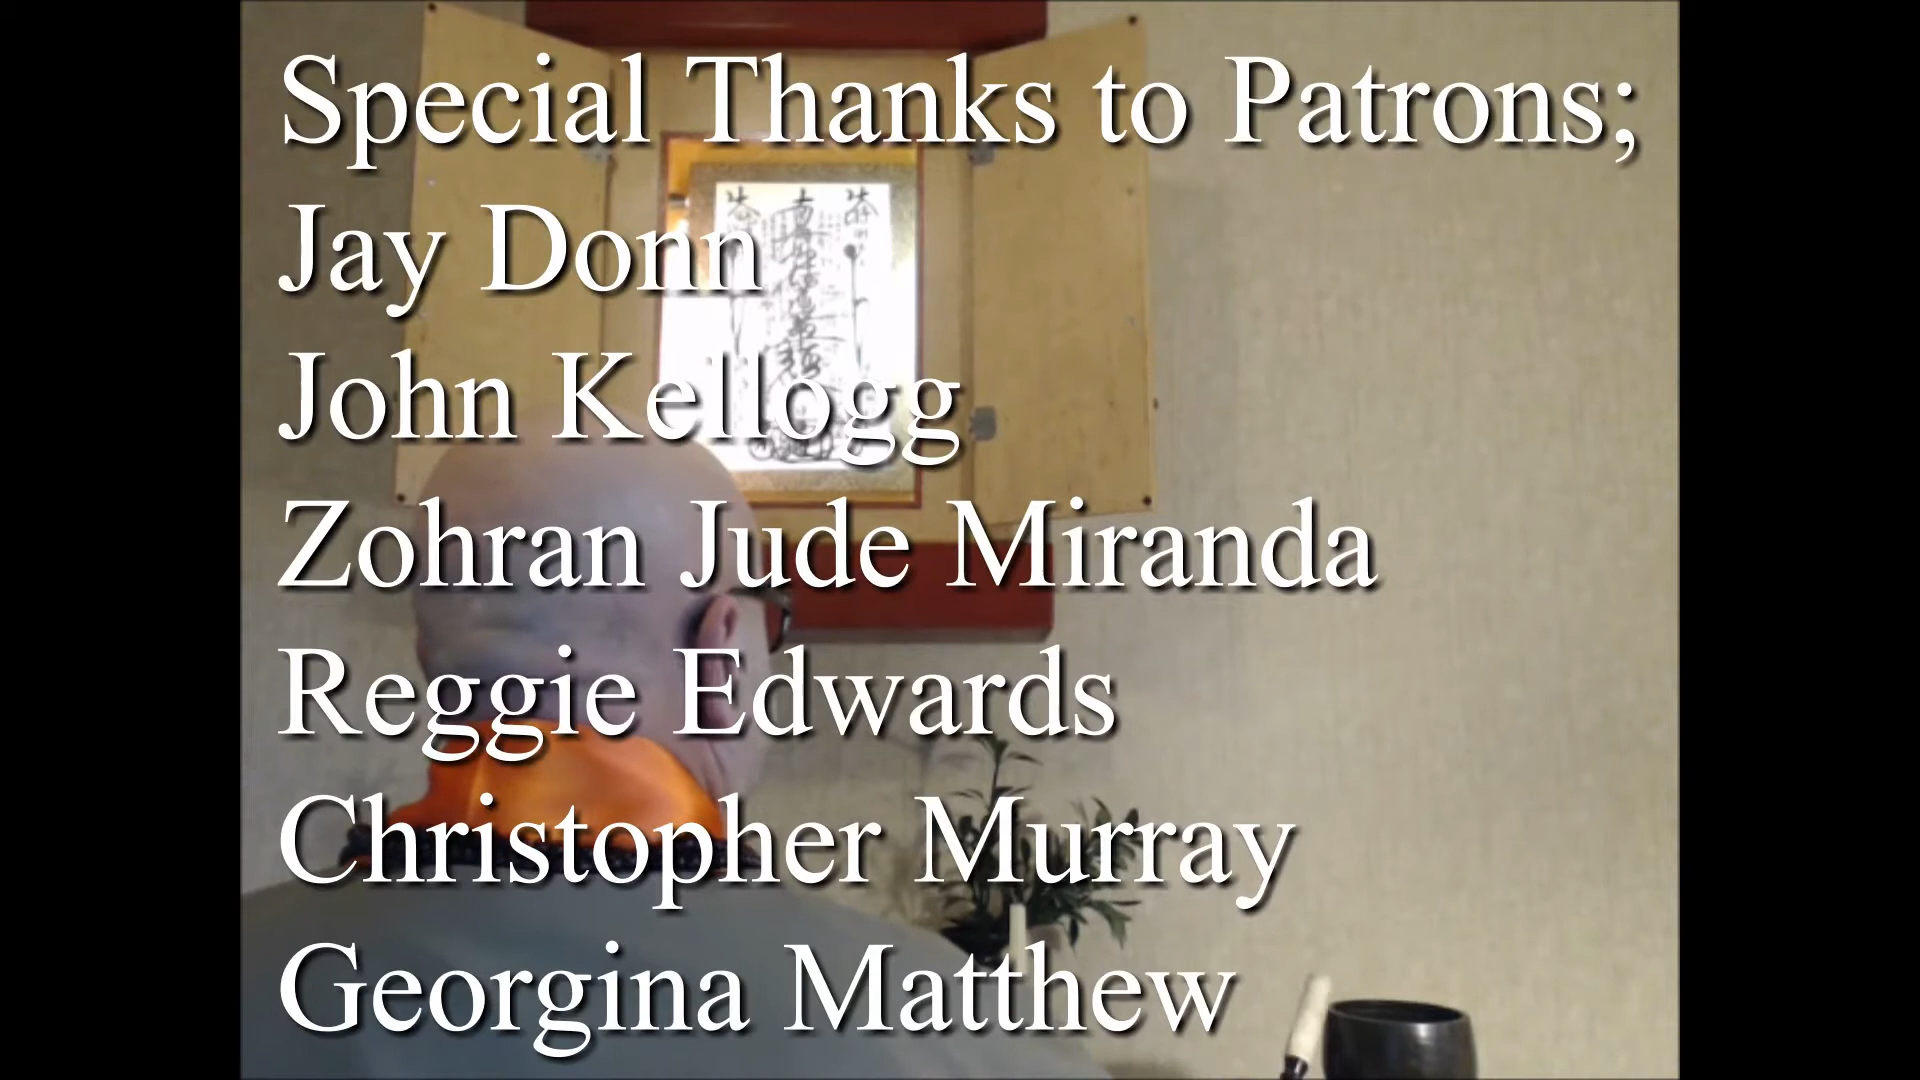 Special Thanks to Patrons;
Jay Donn
John Kellogg
Zohran Jude Miranda
Reggie Edwards
Christopher Murray
Georgina Matthew